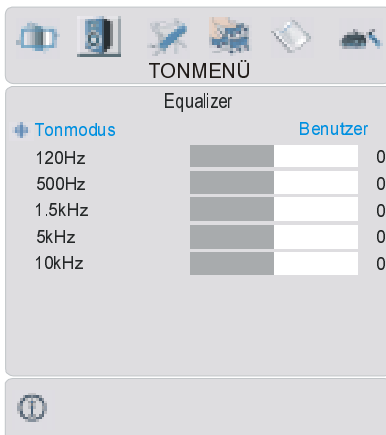 TONMENÜ
Equalizer
Tonmodus Benutzer
120Hz 0
500Hz 0
1.5kHz 0
5kHz 0
10kHz 0